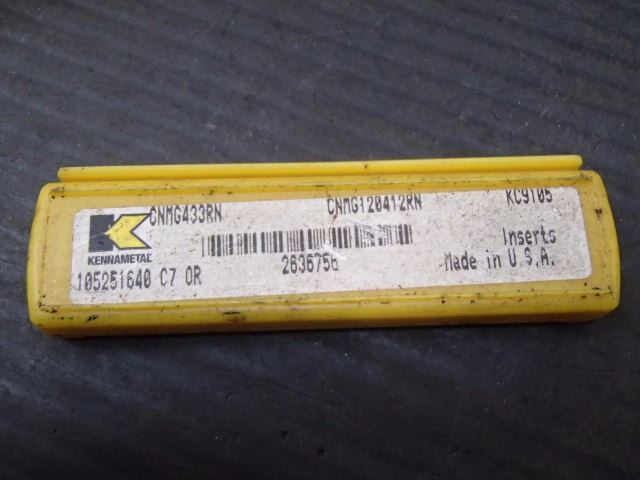 CNMG433RN CNMG120412RN KC9105
KENNAMETAL
Inserts
105251640 C7 OR 2636756 Made in U.S.A.